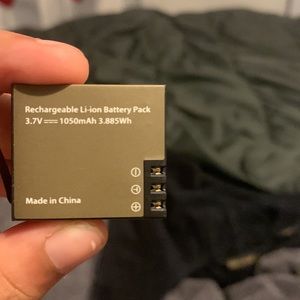 Rechargeable Li-ion Battery Pack
3.7V ⎓ 1050mAh 3.885Wh
Made in China